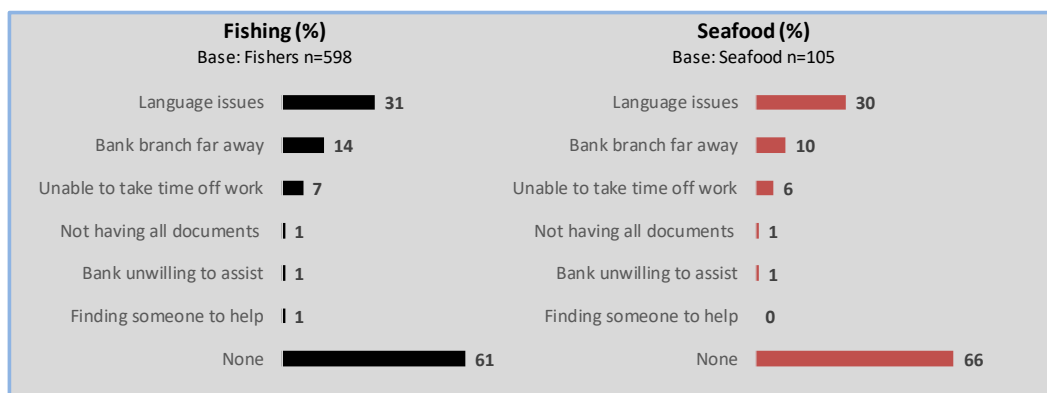 Fishing (%)
Base: Fishers n=598
Language issues 31
Bank branch far away 14
Unable to take time off work 7
Not having all documents 1
Bank unwilling to assist 1
Finding someone to help 1
None 61
Seafood (%)
Base: Seafood n=105
Language issues 30
Bank branch far away 10
Unable to take time off work 6
Not having all documents 1
Bank unwilling to assist 1
Finding someone to help 0
None 66